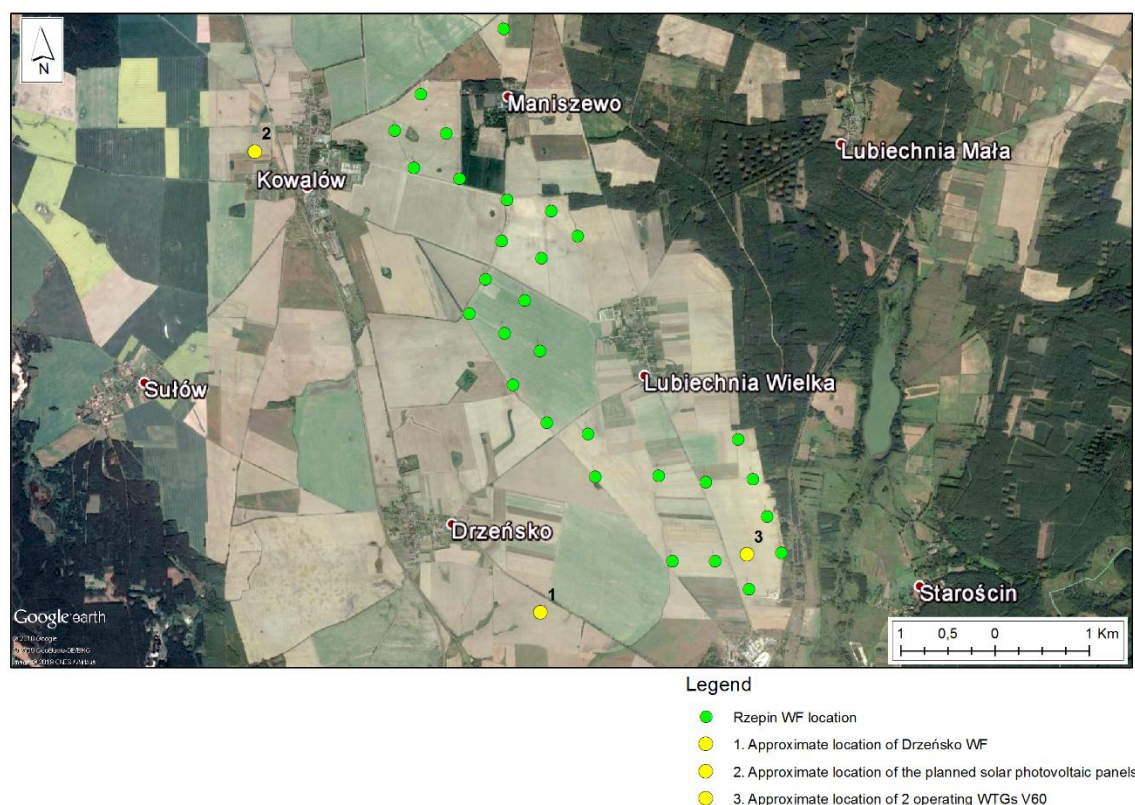 N
Maniszewo
2
Lubiechnia Mała
Kowalów
Sułów
Lubiechnia Wielka
Drzeńsko
3
1
Starościn
Google earth
1 0,5 0 1 Km
Legend
Rzepin WF location
1. Approximate location of Drzeńsko WF
2. Approximate location of the planned solar photovoltaic panels
3. Approximate location of 2 operating WTGs V60